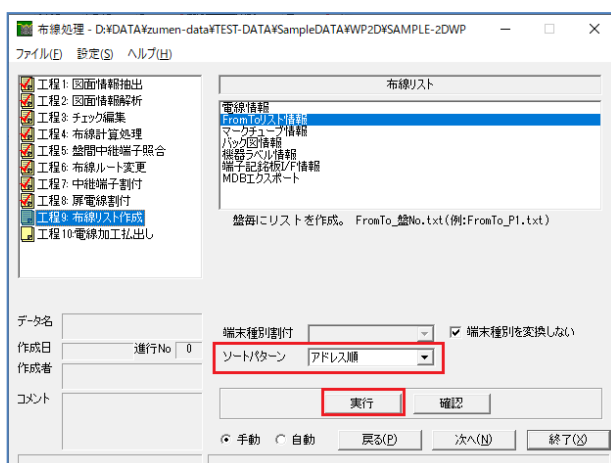 布線処理 - D:¥DATA¥zumen-data¥TEST-DATA¥SampleDATA¥WP2D¥SAMPLE-2DWP
ファイル(F) 設定(S) ヘルプ(H)
工程1: 図面情報抽出
工程2: 図面情報解析
工程3: チェック編集
工程4: 布線計算処理
工程5: 盤間中継端子照合
工程6: 布線ルート変更
工程7: 中継端子割付
工程8: 扉電線割付
工程9: 布線リスト作成
工程10:電線加工払出し
布線リスト
電線情報
FromToリスト情報
マークチューブ情報
バック図情報
機器ラベル情報
端子記銘板I/F情報
MDBエクスポート
盤毎にリストを作成。 FromTo_盤No.txt(例:FromTo_P1.txt)
データ名
作成日 進行No 0
作成者
コメント
端末種別割付 端末種別を変換しない
ソートパターン アドレス順
実行 確認
手動 自動 戻る(P) 次へ(N) 終了(X)